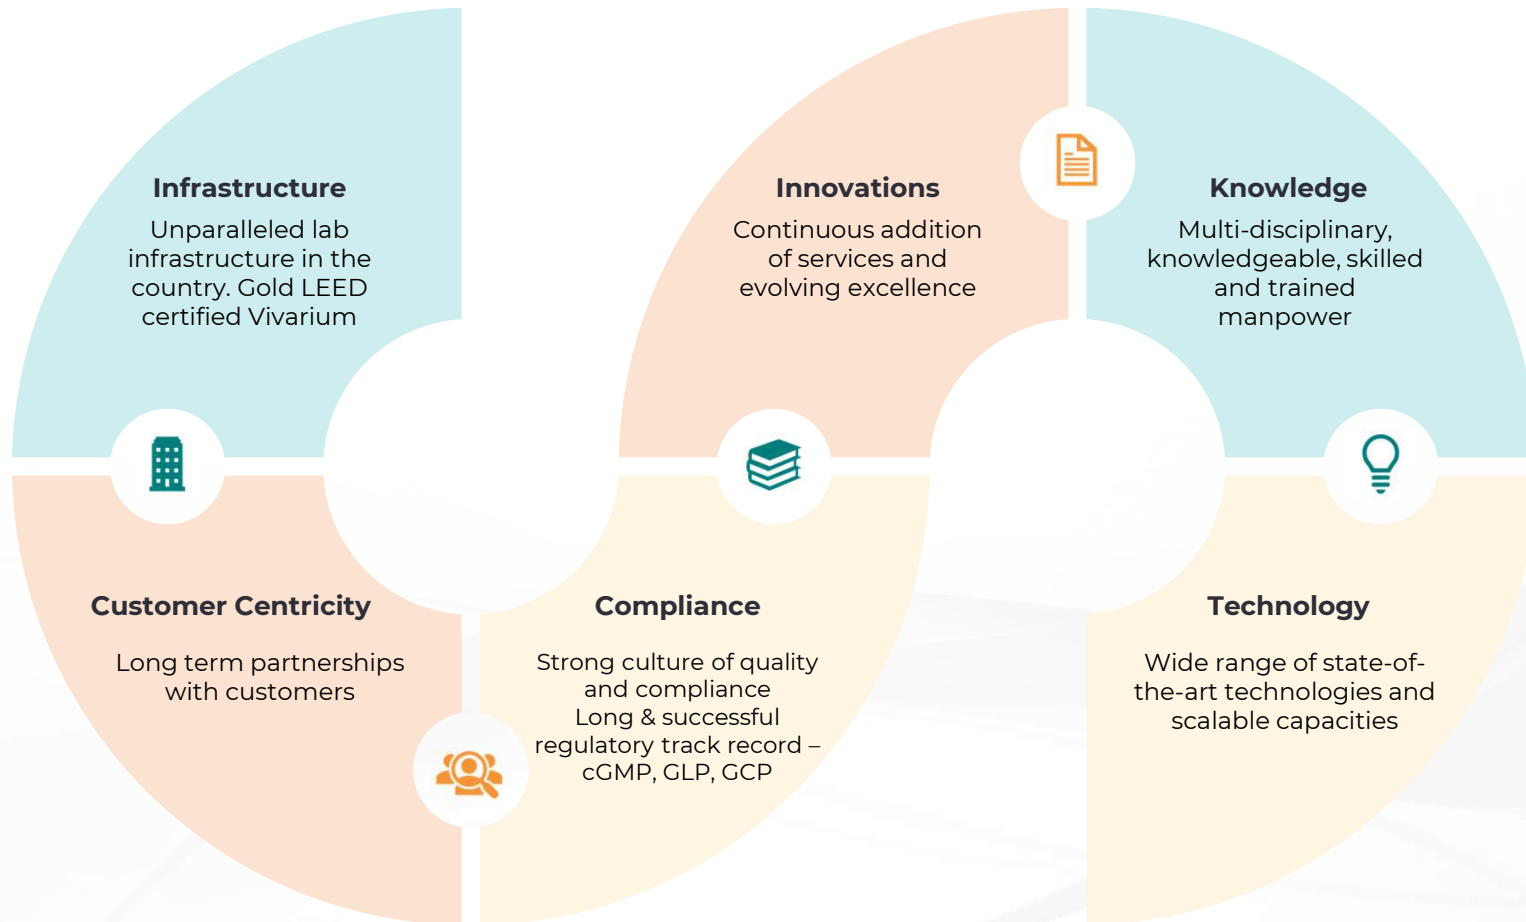 Infrastructure
Unparalleled lab
infrastructure in the
country. Gold LEED
certified Vivarium
Innovations
Continuous addition
of services and
evolving excellence
Knowledge
Multi-disciplinary,
knowledgeable, skilled
and trained
manpower
Customer Centricity
Long term partnerships
with customers
Compliance
Strong culture of quality
and compliance
Long & successful
regulatory track record –
cGMP, GLP, GCP
Technology
Wide range of state-of-
the-art technologies and
scalable capacities